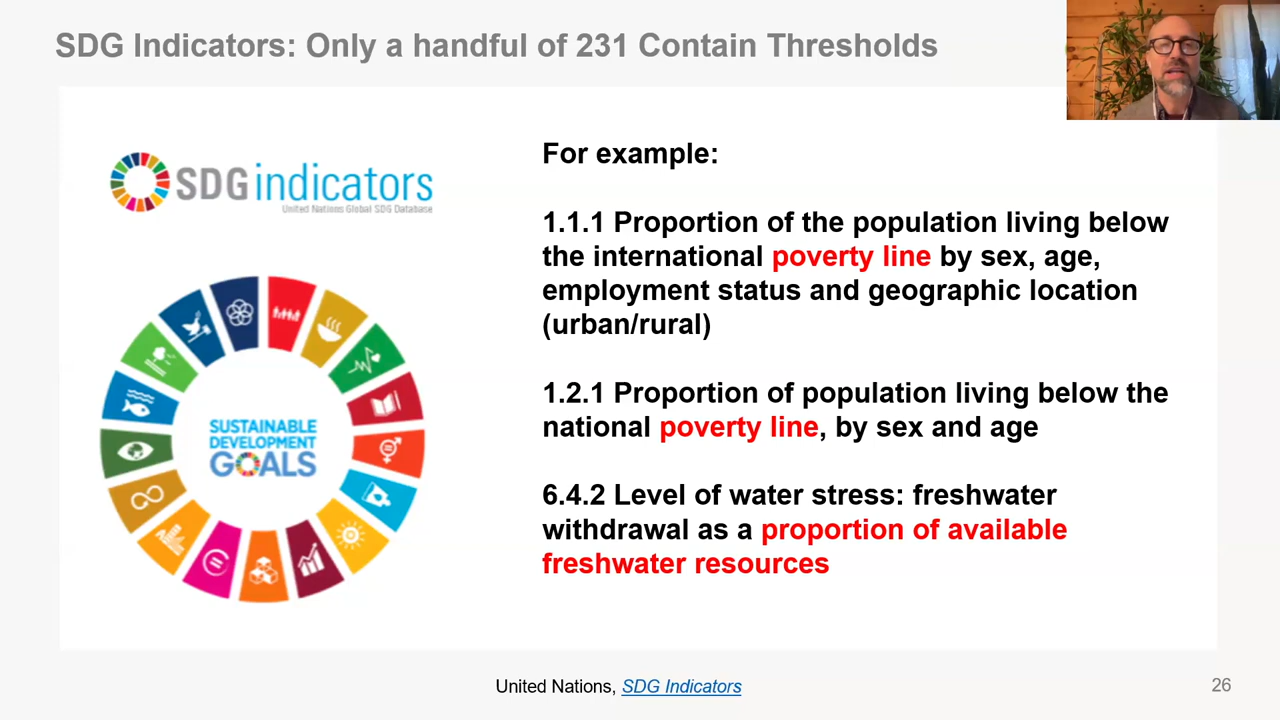 SDG Indicators: Only a handful of 231 Contain Thresholds
SDG indicators
United Nations Global SDG Database
SUSTAINABLE
DEVELOPMENT
GOALS
For example:
1.1.1 Proportion of the population living below
the international poverty line by sex, age,
employment status and geographic location
(urban/rural)
1.2.1 Proportion of population living below the
national poverty line, by sex and age
6.4.2 Level of water stress: freshwater
withdrawal as a proportion of available
freshwater resources
United Nations, SDG Indicators
26